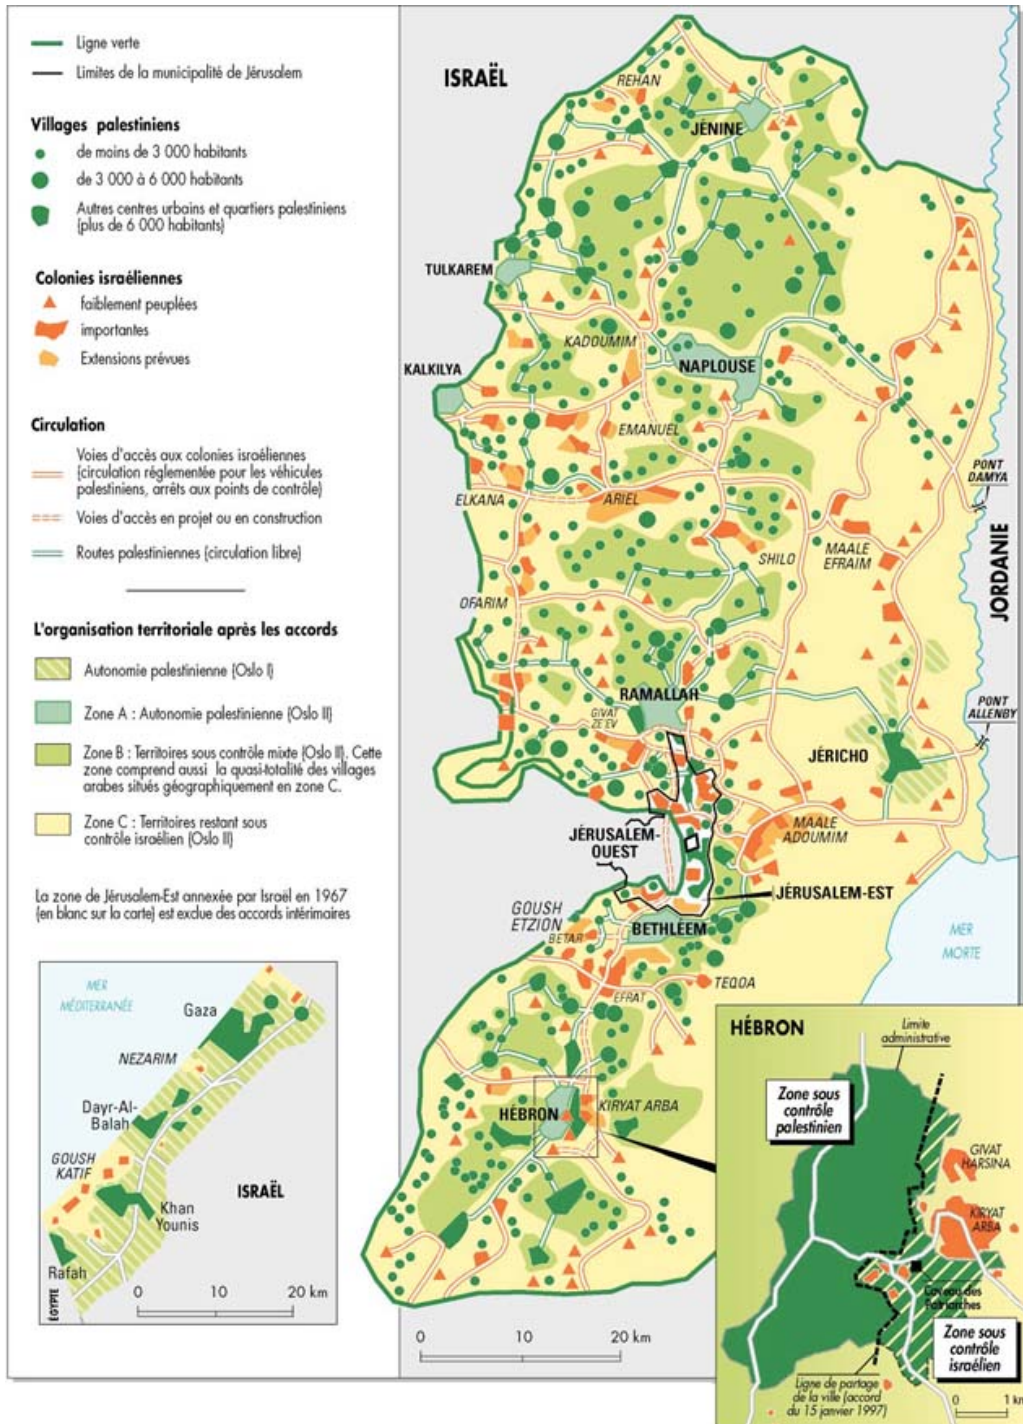 Ligne verte
Limites de la municipalité de Jérusalem
Villages palestiniens
de moins de 3 000 habitants
de 3 000 à 6 000 habitants
Autres centres urbains et quartiers palestiniens
(plus de 6 000 habitants)
Colonies israéliennes
faiblement peuplées
importantes
Extensions prévues
Circulation
Voies d'accès aux colonies israéliennes
(circulation réglementée pour les véhicules
palestiniens, arrêts aux points de contrôle)
Voies d'accès en projet ou en construction
Routes palestiniennes (circulation libre)
L'organisation territoriale après les accords
Autonomie palestinienne (Oslo I)
Zone A : Autonomie palestinienne (Oslo II)
Zone B : Territoires sous contrôle mixte (Oslo II). Cette
zone comprend aussi la quasi-totalité des villages
arabes situés géographiquement en zone C.
Zone C : Territoires restant sous
contrôle israélien (Oslo II)
La zone de Jérusalem-Est annexée par Israël en 1967
(en blanc sur la carte) est exclue des accords intérimaires
MER
MÉDITERRANÉE
Gaza
NEZARIM
Dayr-Al-
Balah
GOUSH
KATIF
ISRAËL
Khan
Younis
Rafah
ÉGYPTE
0 10 20 km
ISRAËL
REHAN
JÉNINE
TULKAREM
KADOUMIM
NAPLOUSE
KALKILYA
EMANUEL
PONT
DAMYA
ELKANA
ARIEL
SHILO
MAALE
EFRAIM
JORDANIE
OFARIM
RAMALLAH
GIVAT
ZE'EV
PONT
ALLENBY
JÉRICHO
JÉRUSALEM-
OUEST
MAALE
ADOUMIM
JÉRUSALEM-EST
GOUSH
ETZION
BETAR
BETHLÉEM
MER
MORTE
TEQOA
EFRAT
HÉBRON
KIRYAT ARBA
0 10 20 km
HÉBRON
Limite
administrative
Zone sous
contrôle
palestinien
GIVAT
HARSINA
KIRYAT
ARBA
Caveau des
Patriarches
Zone sous
contrôle
israélien
Ligne de partage
de la ville (accord
du 15 janvier 1997)
0 1 km